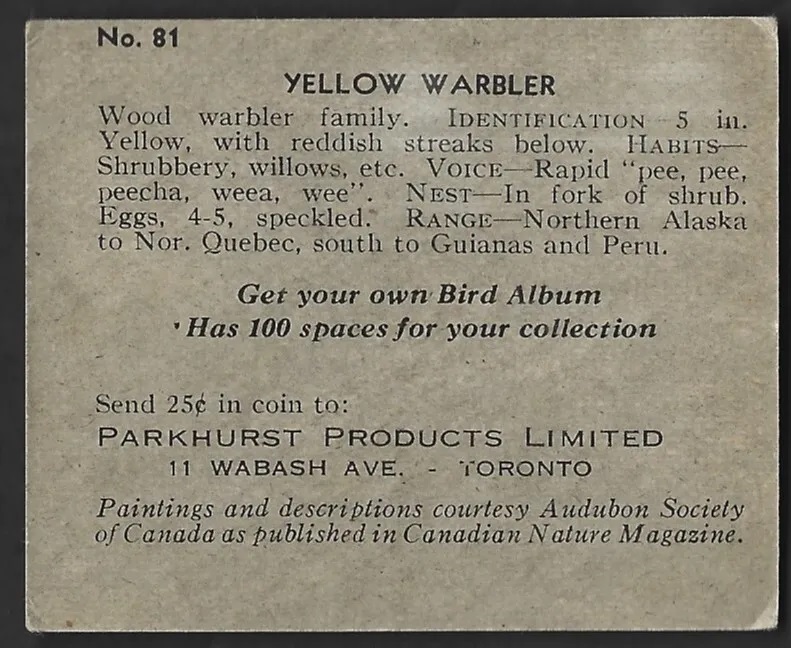 No. 81
YELLOW WARBLER
Wood warbler family. IDENTIFICATION 5 in.
Yellow, with reddish streaks below. HABITS—
Shrubbery, willows, etc. VOICE—Rapid "pee, pee,
peecha, weea, wee". NEST—In fork of shrub.
Eggs, 4-5, speckled. RANGE—Northern Alaska
to Nor. Quebec, south to Guianas and Peru.
Get your own Bird Album
Has 100 spaces for your collection
Send 25¢ in coin to:
PARKHURST PRODUCTS LIMITED
11 WABASH AVE. - TORONTO
Paintings and descriptions courtesy Audubon Society
of Canada as published in Canadian Nature Magazine.